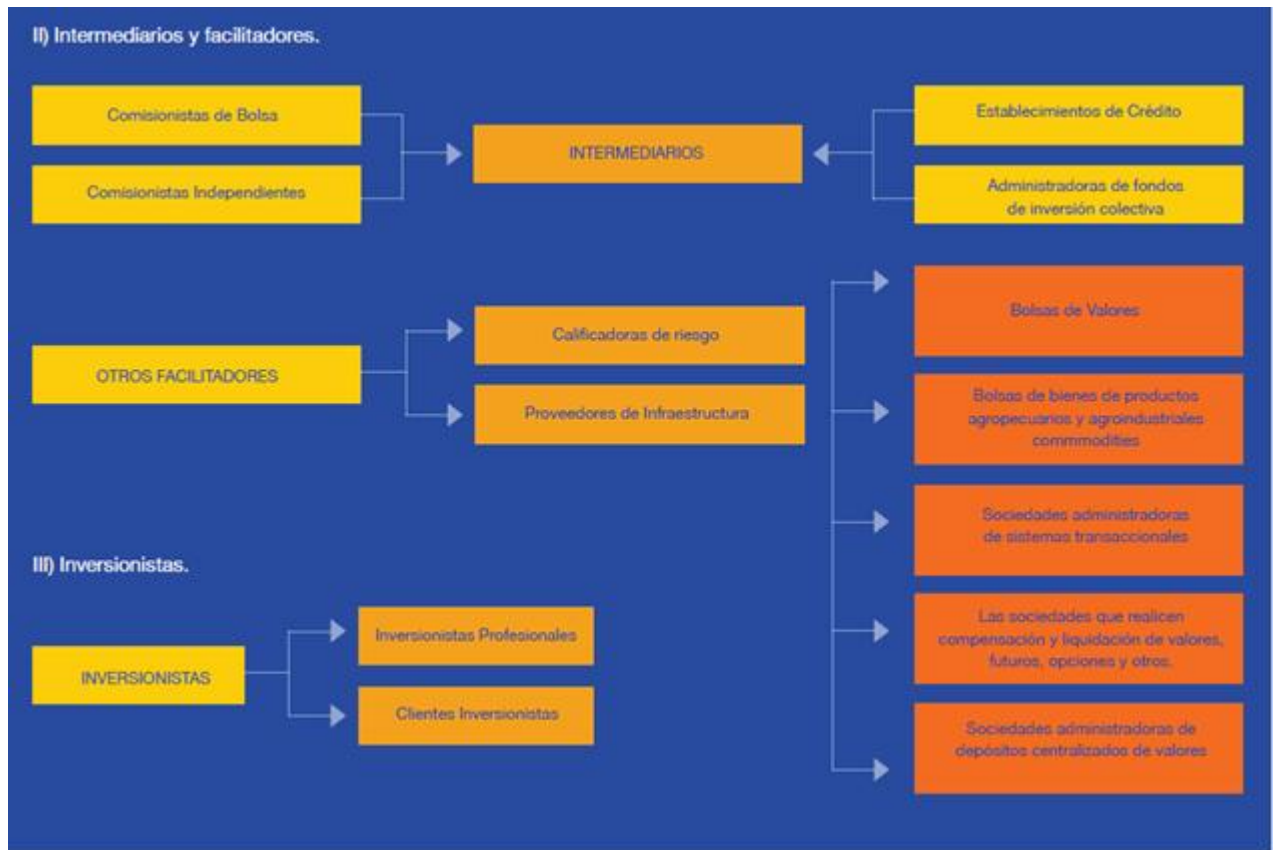 II) Intermediarios y facilitadores.
Comisionistas de Bolsa
Comisionistas Independientes
INTERMEDIARIOS
Establecimientos de Crédito
Administradoras de fondos
de inversión colectiva
OTROS FACILITADORES
Calificadoras de riesgo
Proveedores de Infraestructura
Bolsas de Valores
Bolsas de bienes de productos
agropecuarios y agroindustriales
commmodities
Sociedades administradoras
de sistemas transaccionales
Las sociedades que realicen
compensación y liquidación de valores,
futuros, opciones y otros.
Sociedades administradoras de
depósitos centralizados de valores
III) Inversionistas.
INVERSIONISTAS
Inversionistas Profesionales
Clientes Inversionistas